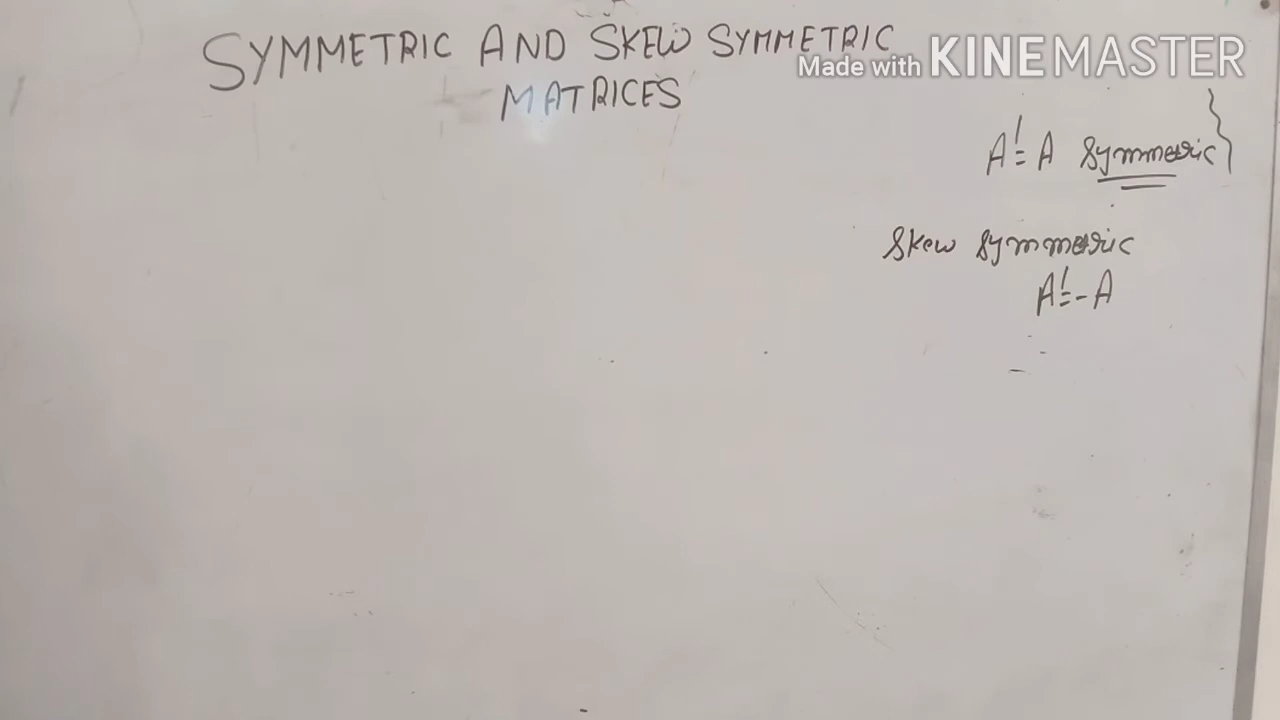 SYMMETRIC AND SKEW SYMMETRIC
MATRICES
Made with KINEMASTER
A' = A Symmetric
Skew Symmetric
A' = -A